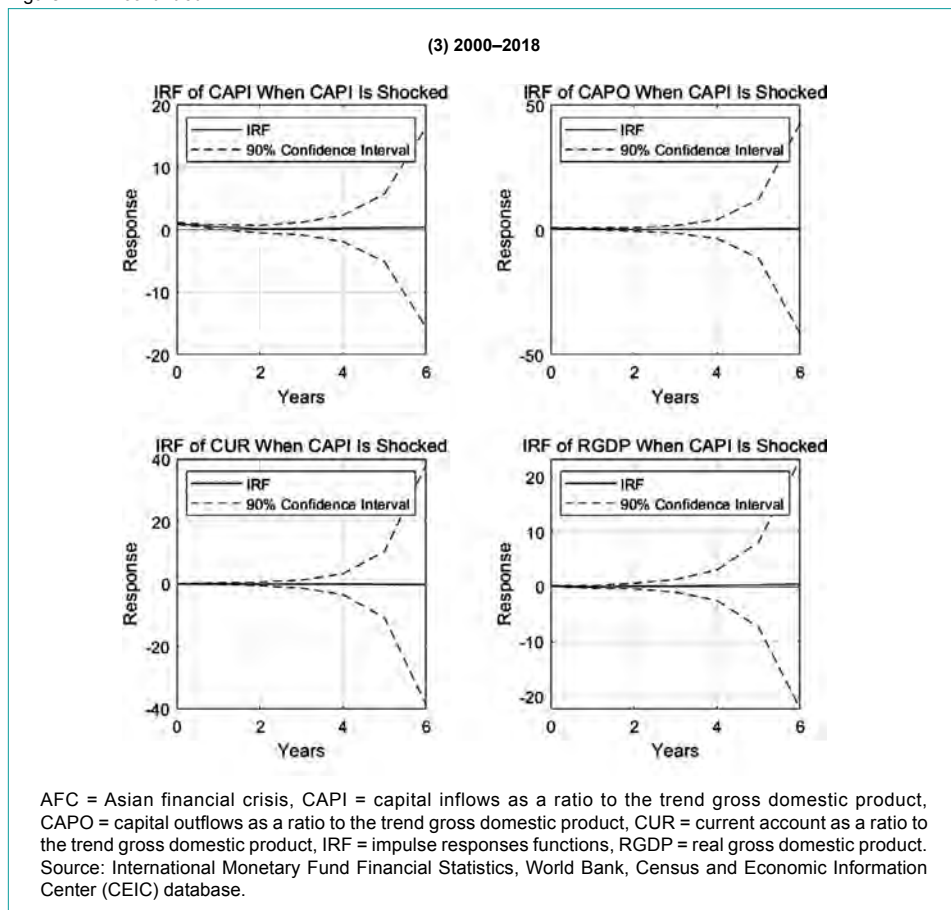 (3) 2000–2018
IRF of CAPI When CAPI Is Shocked
20
10
0
-10
-20
Response
IRF
90% Confidence Interval
0 2 4 6
Years
IRF of CAPO When CAPI Is Shocked
50
0
-50
Response
IRF
90% Confidence Interval
0 2 4 6
Years
IRF of CUR When CAPI Is Shocked
40
20
0
-20
-40
Response
IRF
90% Confidence Interval
0 2 4 6
Years
IRF of RGDP When CAPI Is Shocked
20
10
0
-10
-20
Response
IRF
90% Confidence Interval
0 2 4 6
Years
AFC = Asian financial crisis, CAPI = capital inflows as a ratio to the trend gross domestic product,
CAPO = capital outflows as a ratio to the trend gross domestic product, CUR = current account as a ratio to
the trend gross domestic product, IRF = impulse responses functions, RGDP = real gross domestic product.
Source: International Monetary Fund Financial Statistics, World Bank, Census and Economic Information
Center (CEIC) database.